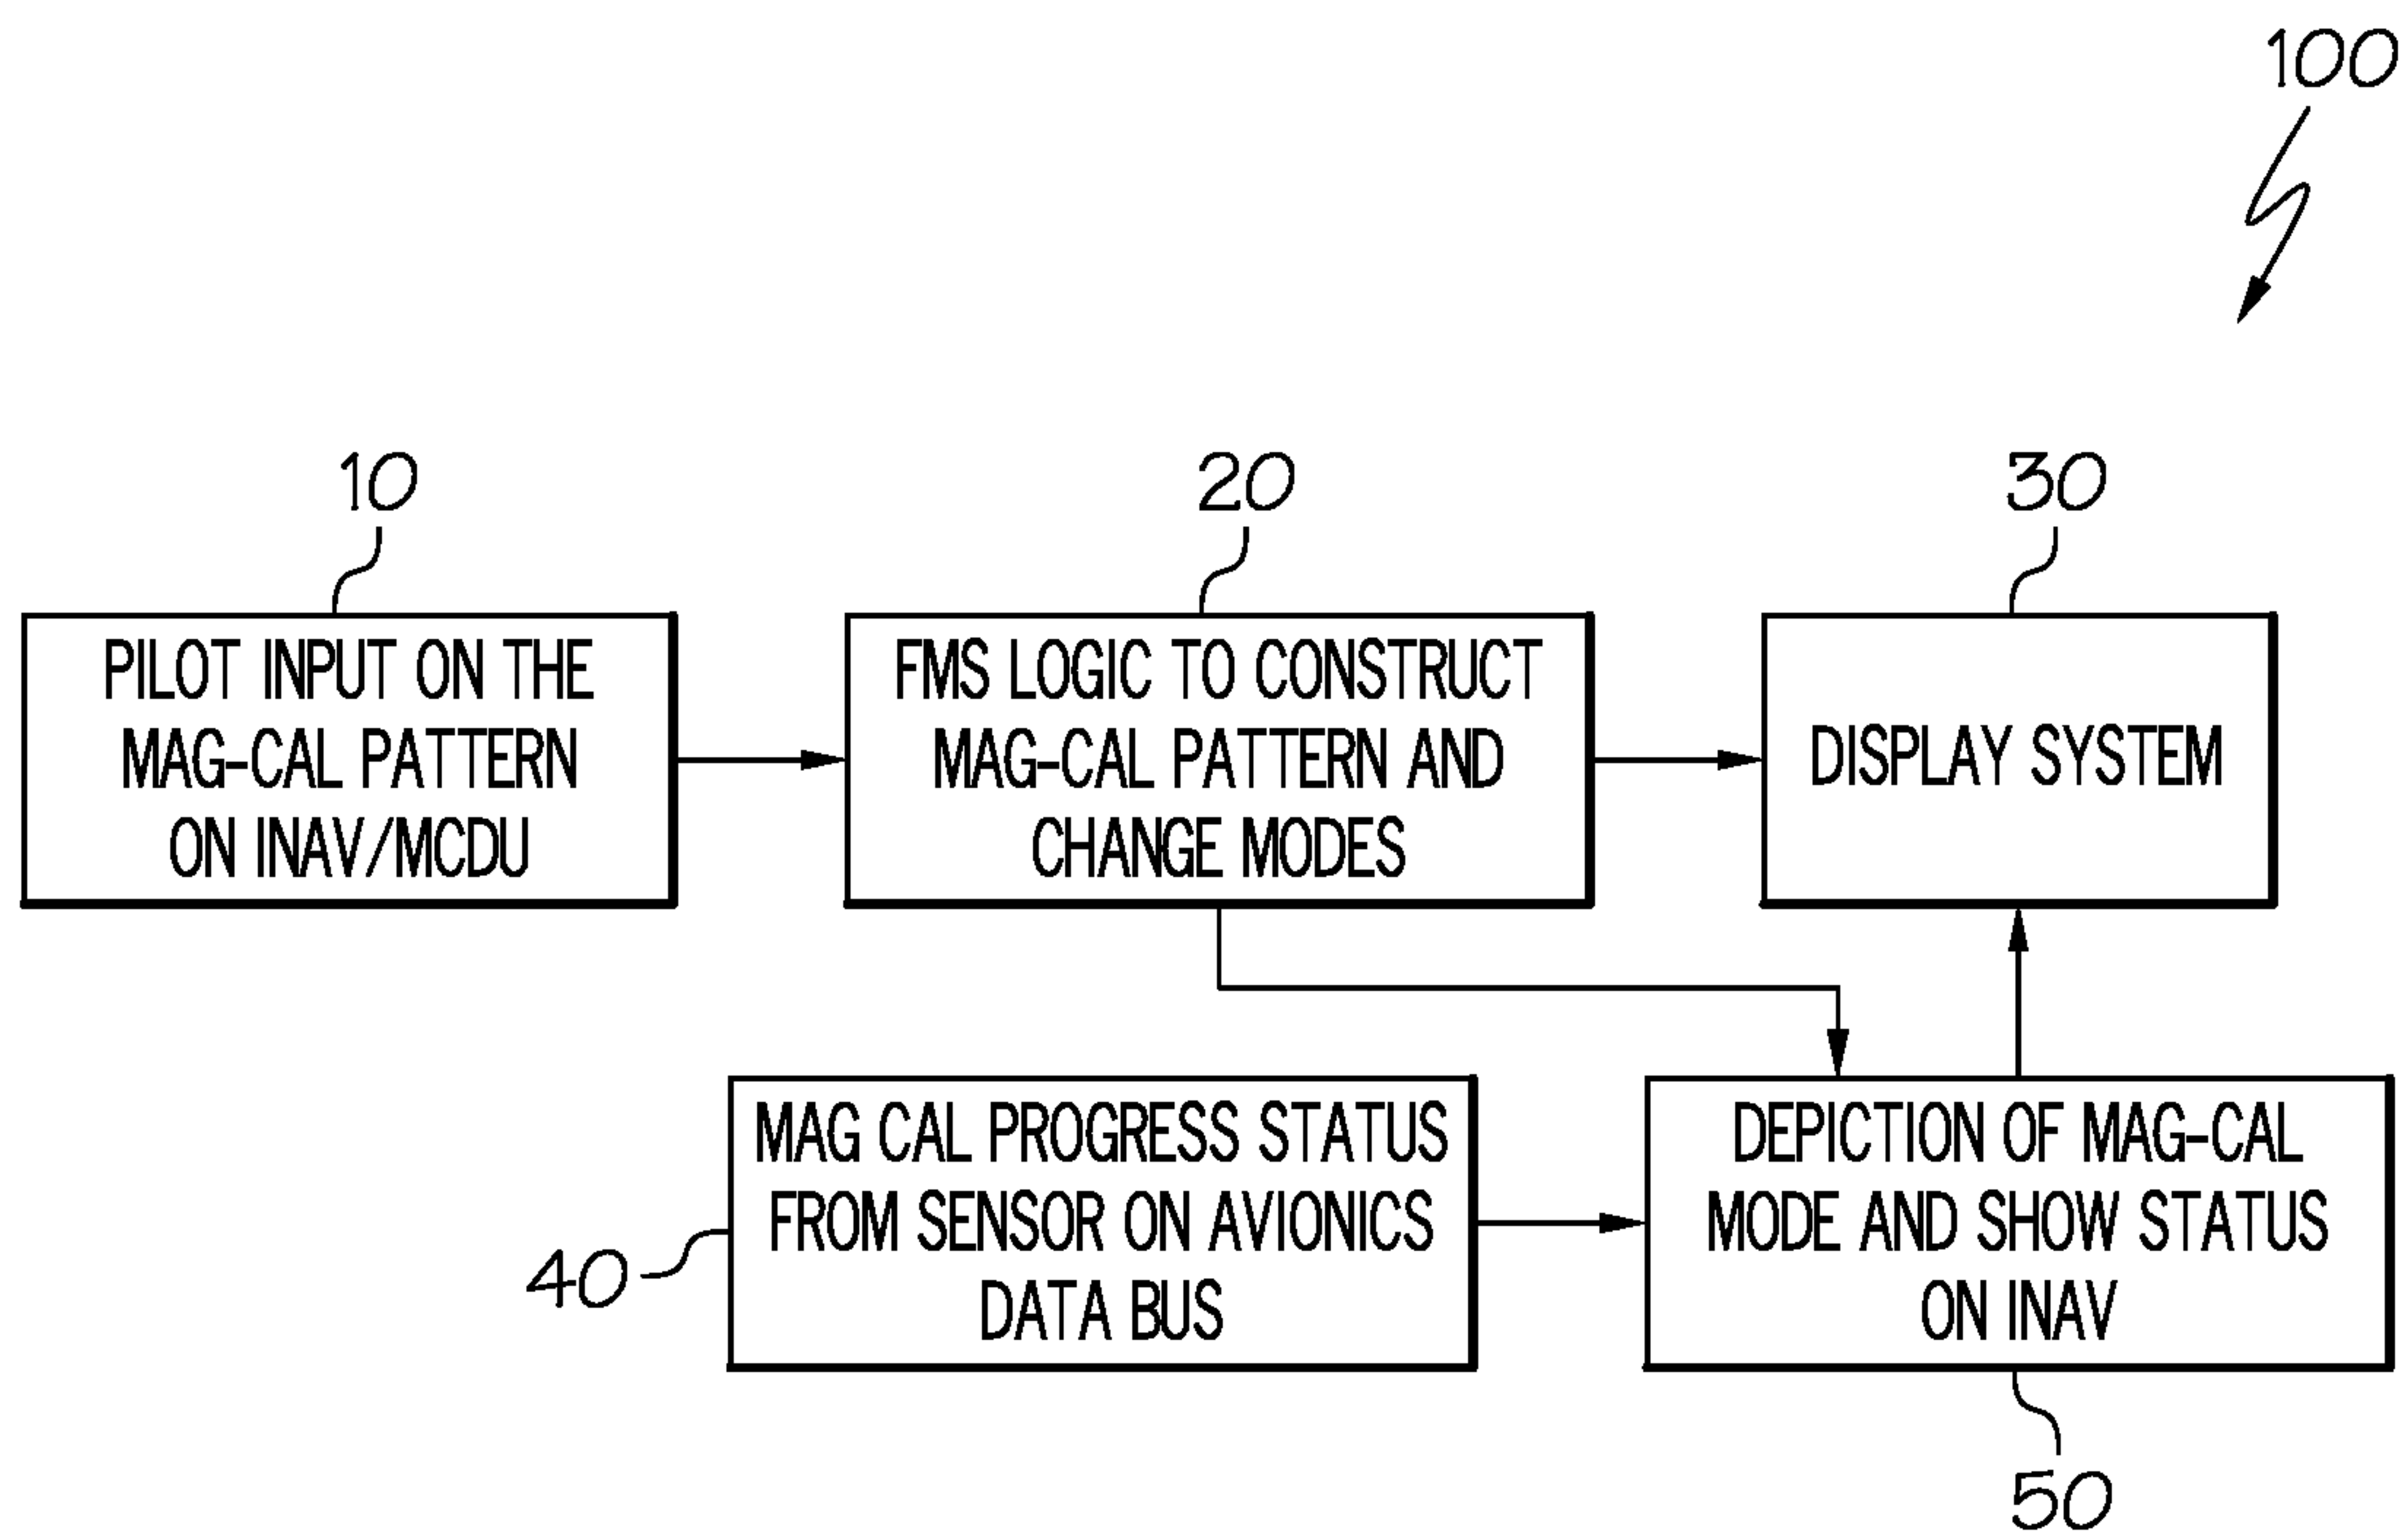 100
10
20
30
PILOT INPUT ON THE
MAG-CAL PATTERN
ON INAV/MCDU
FMS LOGIC TO CONSTRUCT
MAG-CAL PATTERN AND
CHANGE MODES
DISPLAY SYSTEM
MAG CAL PROGRESS STATUS
FROM SENSOR ON AVIONICS
DATA BUS
40
DEPICTION OF MAG-CAL
MODE AND SHOW STATUS
ON INAV
50